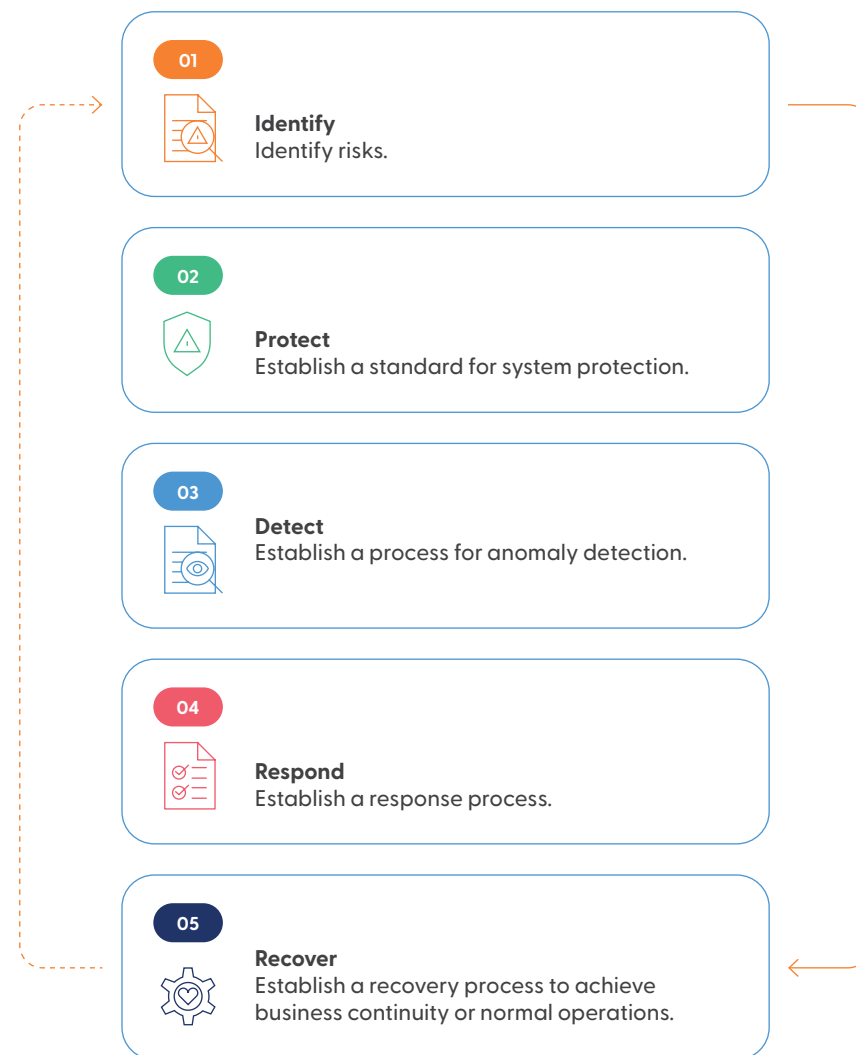 01
Identify
Identify risks.
02
Protect
Establish a standard for system protection.
03
Detect
Establish a process for anomaly detection.
04
Respond
Establish a response process.
05
Recover
Establish a recovery process to achieve
business continuity or normal operations.